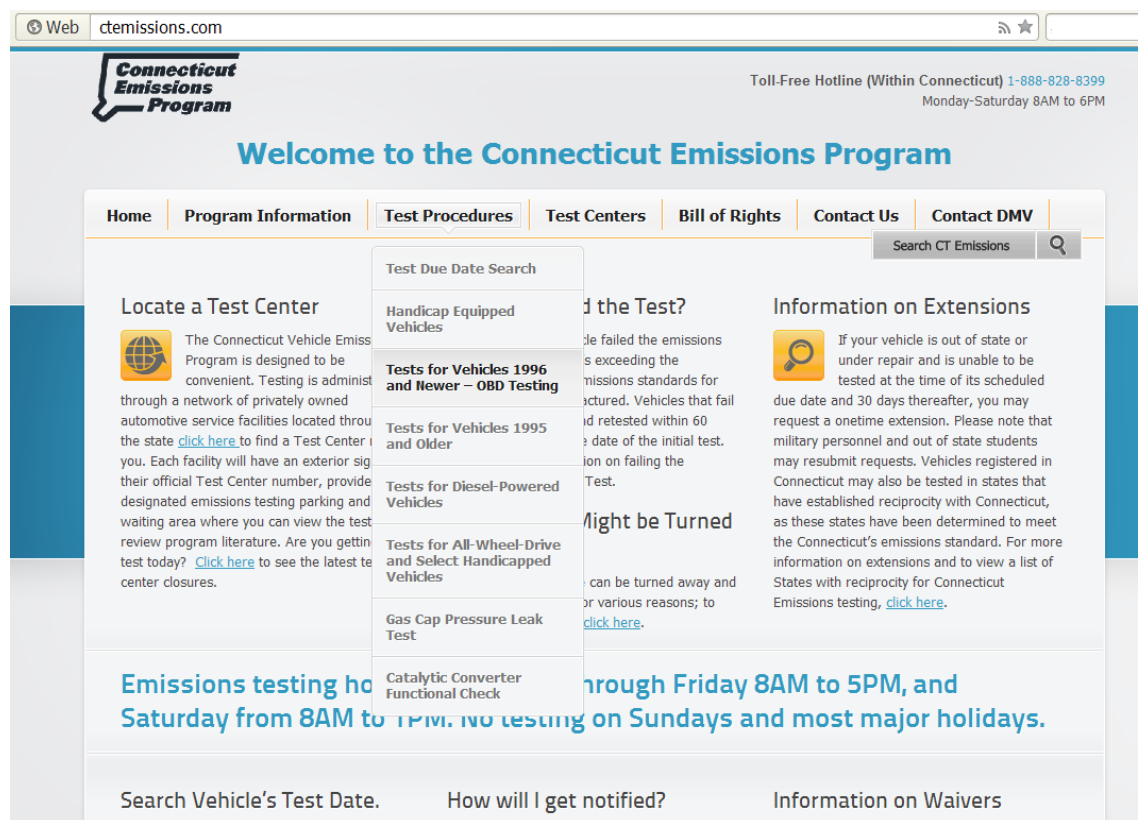 Web
ctemissions.com
Connecticut
Emissions
Program
Toll-Free Hotline (Within Connecticut) 1-888-828-8399
Monday-Saturday 8AM to 6PM
Welcome to the Connecticut Emissions Program
Home
Program Information
Test Procedures
Test Centers
Bill of Rights
Contact Us
Contact DMV
Search CT Emissions
Test Due Date Search
Handicap Equipped
Vehicles
Tests for Vehicles 1996
and Newer – OBD Testing
Tests for Vehicles 1995
and Older
Tests for Diesel-Powered
Vehicles
Tests for All-Wheel-Drive
and Select Handicapped
Vehicles
Gas Cap Pressure Leak
Test
Catalytic Converter
Functional Check
Locate a Test Center
The Connecticut Vehicle Emiss
Program is designed to be
convenient. Testing is administ
through a network of privately owned
automotive service facilities located throu
the state click here to find a Test Center
you. Each facility will have an exterior sig
their official Test Center number, provide
designated emissions testing parking and
waiting area where you can view the test
review program literature. Are you gettin
test today? Click here to see the latest te
center closures.
the Test?
failed the emissions
exceeding the
missions standards for
actured. Vehicles that fail
retested within 60
date of the initial test.
ion on failing the
Test.
Might be Turned
can be turned away and
or various reasons; to
click here.
Information on Extensions
If your vehicle is out of state or
under repair and is unable to be
tested at the time of its scheduled
due date and 30 days thereafter, you may
request a onetime extension. Please note that
military personnel and out of state students
may resubmit requests. Vehicles registered in
Connecticut may also be tested in states that
have established reciprocity with Connecticut,
as these states have been determined to meet
the Connecticut's emissions standard. For more
information on extensions and to view a list of
States with reciprocity for Connecticut
Emissions testing, click here.
Emissions testing ho hrough Friday 8AM to 5PM, and
Saturday from 8AM to 1PM. No testing on Sundays and most major holidays.
Search Vehicle's Test Date.
How will I get notified?
Information on Waivers